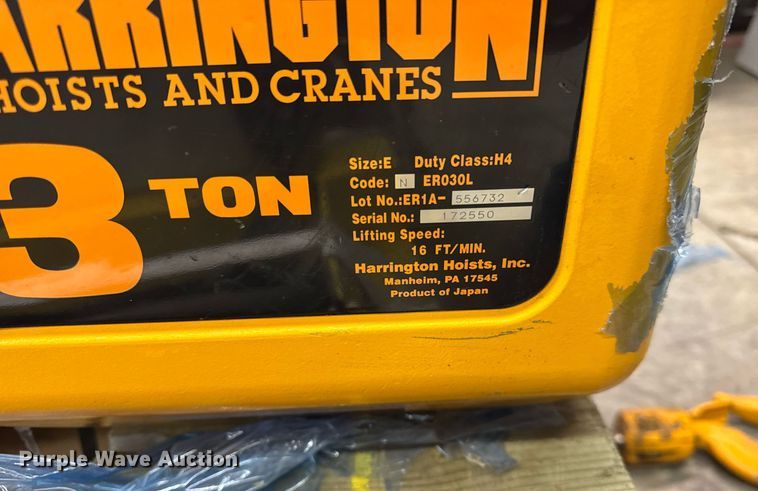 ARRINGTON
HOISTS AND CRANES
3 TON
Size:E Duty Class:H4
Code: N ER030L
Lot No.:ER1A- 556732
Serial No.: 172550
Lifting Speed:
16 FT/MIN.
Harrington Hoists, Inc.
Manheim, PA 17545
Product of Japan
Purple Wave Auction